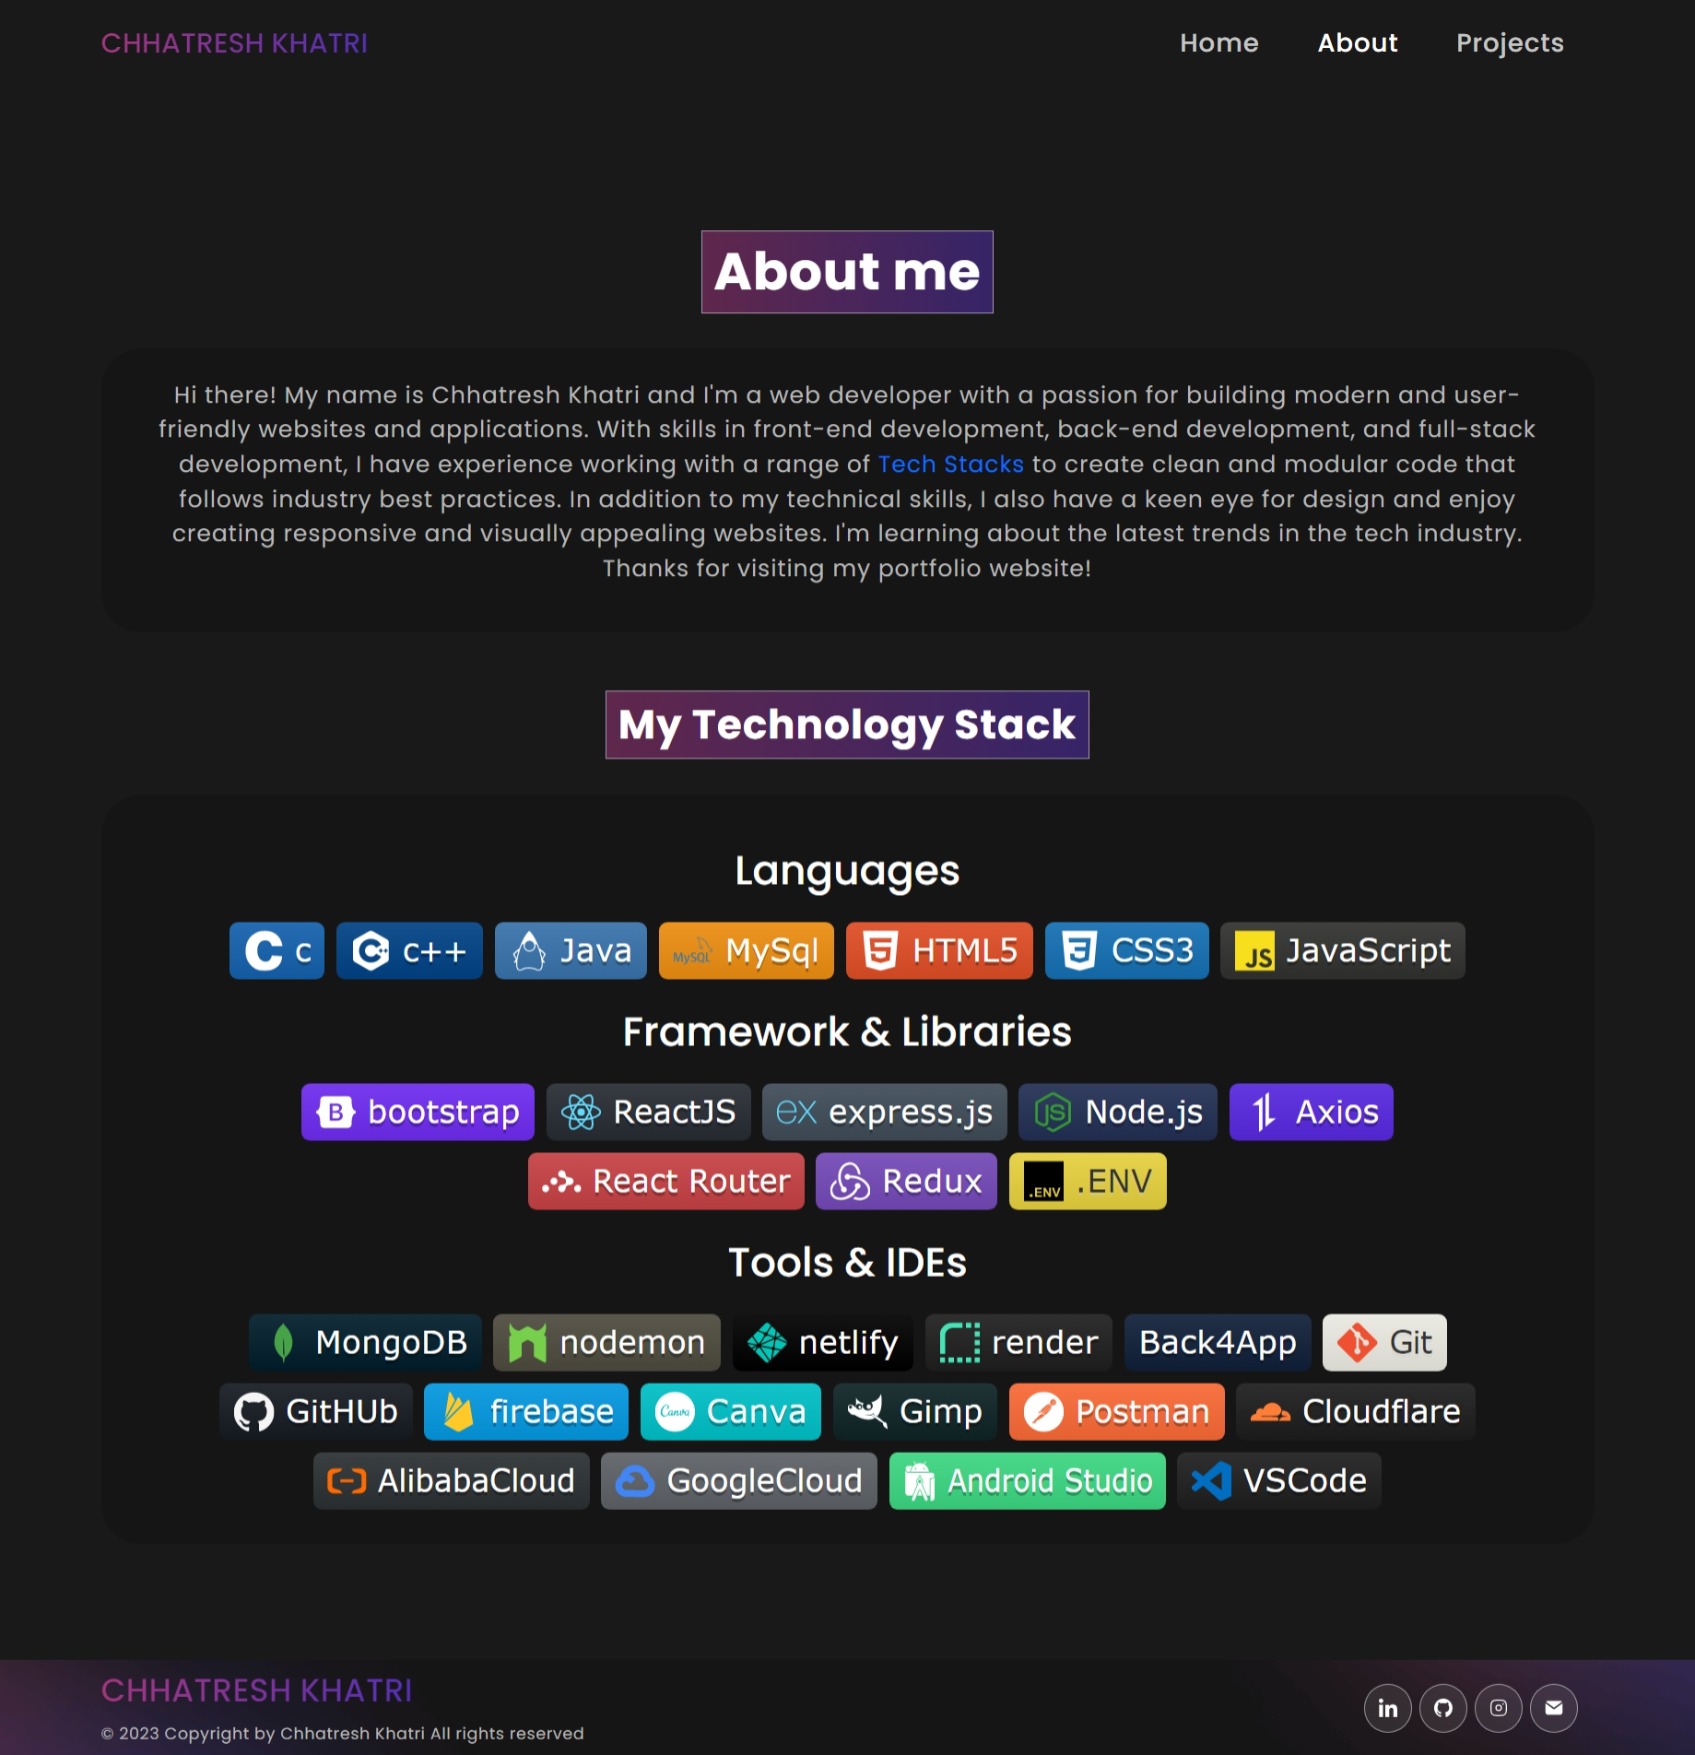 CHHATRESH KHATRI Home About Projects
About me
Hi there! My name is Chhatresh Khatri and I'm a web developer with a passion for building modern and user-
friendly websites and applications. With skills in front-end development, back-end development, and full-stack
development, I have experience working with a range of Tech Stacks to create clean and modular code that
follows industry best practices. In addition to my technical skills, I also have a keen eye for design and enjoy
creating responsive and visually appealing websites. I'm learning about the latest trends in the tech industry.
Thanks for visiting my portfolio website!
My Technology Stack
Languages
C c C++ c++ Java MySQL MySql 5 HTML5 3 CSS3 JS JavaScript
Framework & Libraries
B bootstrap ReactJS ex express.js JS Node.js Axios
React Router Redux .ENV .ENV
Tools & IDEs
MongoDB nodemon netlify render Back4App Git
GitHUb firebase Canva Canva Gimp Postman Cloudflare
AlibabaCloud GoogleCloud Android Studio VSCode
CHHATRESH KHATRI
in
© 2023 Copyright by Chhatresh Khatri All rights reserved